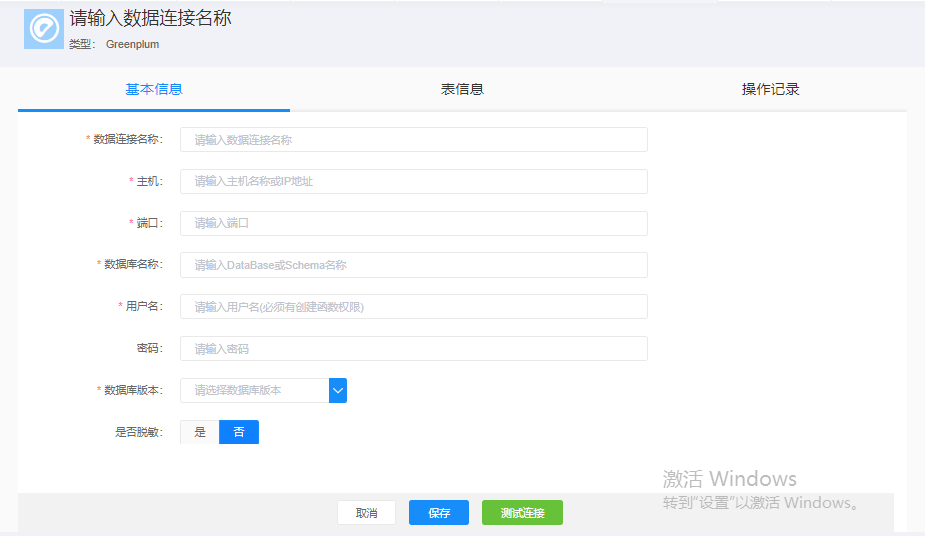 请输入数据连接名称
类型： Greenplum
基本信息 表信息 操作记录
* 数据连接名称： 请输入数据连接名称
* 主机： 请输入主机名称或IP地址
* 端口： 请输入端口
* 数据库名称： 请输入DataBase或Schema名称
* 用户名： 请输入用户名(必须有创建函数权限)
密码： 请输入密码
* 数据库版本： 请选择数据库版本
是否脱敏： 是 否
激活 Windows
转到“设置”以激活 Windows。
取消 保存 测试连接